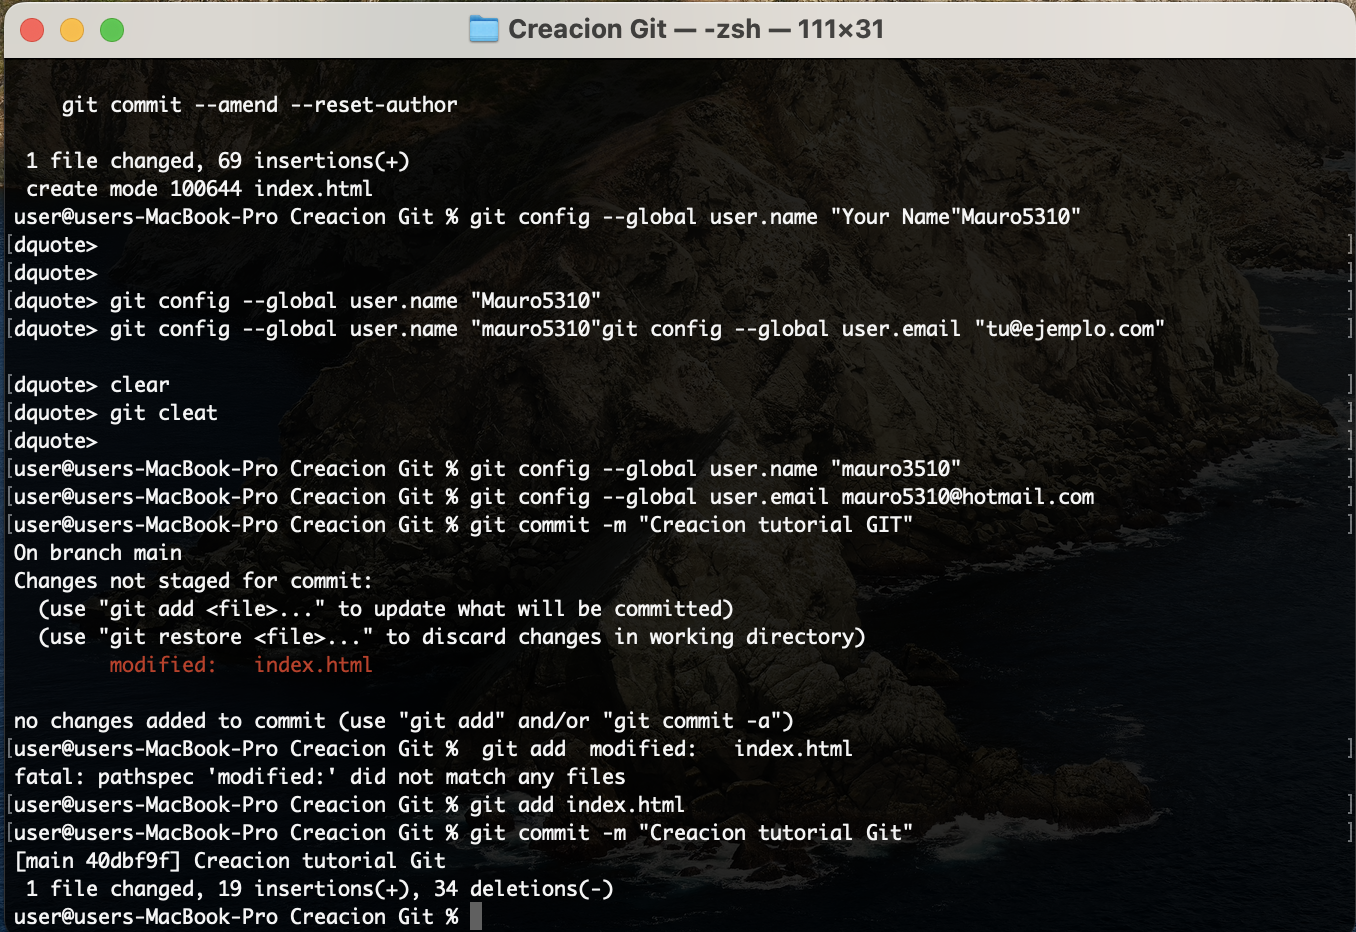 Creacion Git — -zsh — 111×31
git commit --amend --reset-author
1 file changed, 69 insertions(+)
create mode 100644 index.html
user@users-MacBook-Pro Creacion Git % git config --global user.name "Your Name"Mauro5310"
[dquote> ]
[dquote> ]
[dquote> git config --global user.name "Mauro5310" ]
[dquote> git config --global user.name "mauro5310"git config --global user.email "tu@ejemplo.com" ]
[dquote> clear ]
[dquote> git cleat ]
[dquote> ]
[user@users-MacBook-Pro Creacion Git % git config --global user.name "mauro3510" ]
[user@users-MacBook-Pro Creacion Git % git config --global user.email mauro5310@hotmail.com ]
[user@users-MacBook-Pro Creacion Git % git commit -m "Creacion tutorial GIT" ]
On branch main
Changes not staged for commit:
(use "git add <file>..." to update what will be committed)
(use "git restore <file>..." to discard changes in working directory)
modified:   index.html
no changes added to commit (use "git add" and/or "git commit -a")
[user@users-MacBook-Pro Creacion Git %  git add  modified:   index.html ]
fatal: pathspec 'modified:' did not match any files
[user@users-MacBook-Pro Creacion Git % git add index.html ]
[user@users-MacBook-Pro Creacion Git % git commit -m "Creacion tutorial Git" ]
[main 40dbf9f] Creacion tutorial Git
1 file changed, 19 insertions(+), 34 deletions(-)
user@users-MacBook-Pro Creacion Git %